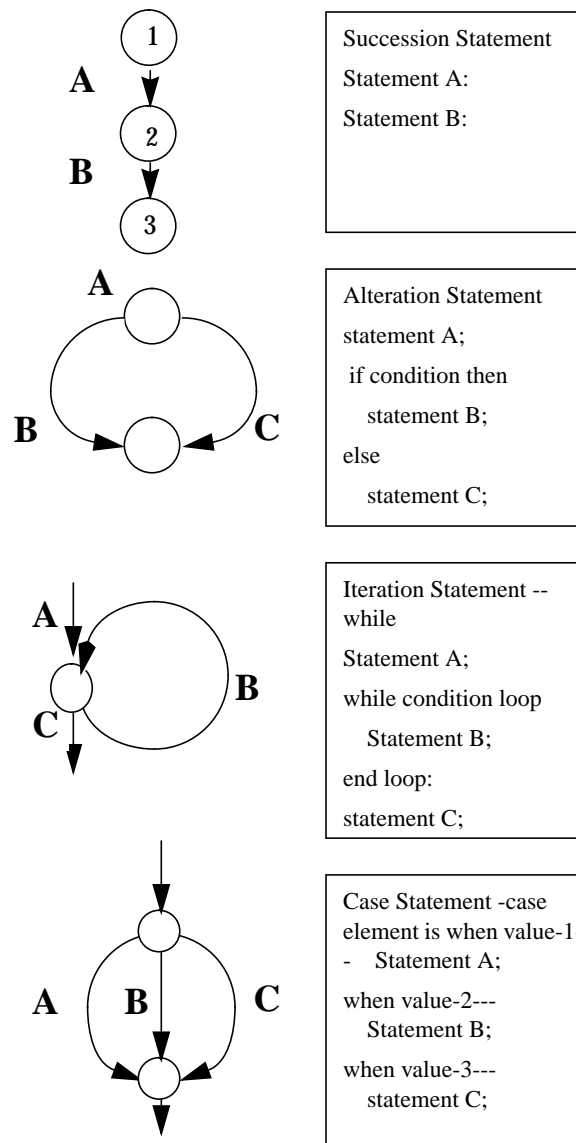 1
A
2
B
3
Succession Statement
Statement A:
Statement B:
A
B
C
Alteration Statement
statement A;
if condition then
statement B;
else
statement C;
A
B
C
Iteration Statement --
while
Statement A;
while condition loop
Statement B;
end loop:
statement C;
A
B
C
Case Statement -case
element is when value-1-
- Statement A;
when value-2---
Statement B;
when value-3---
statement C;